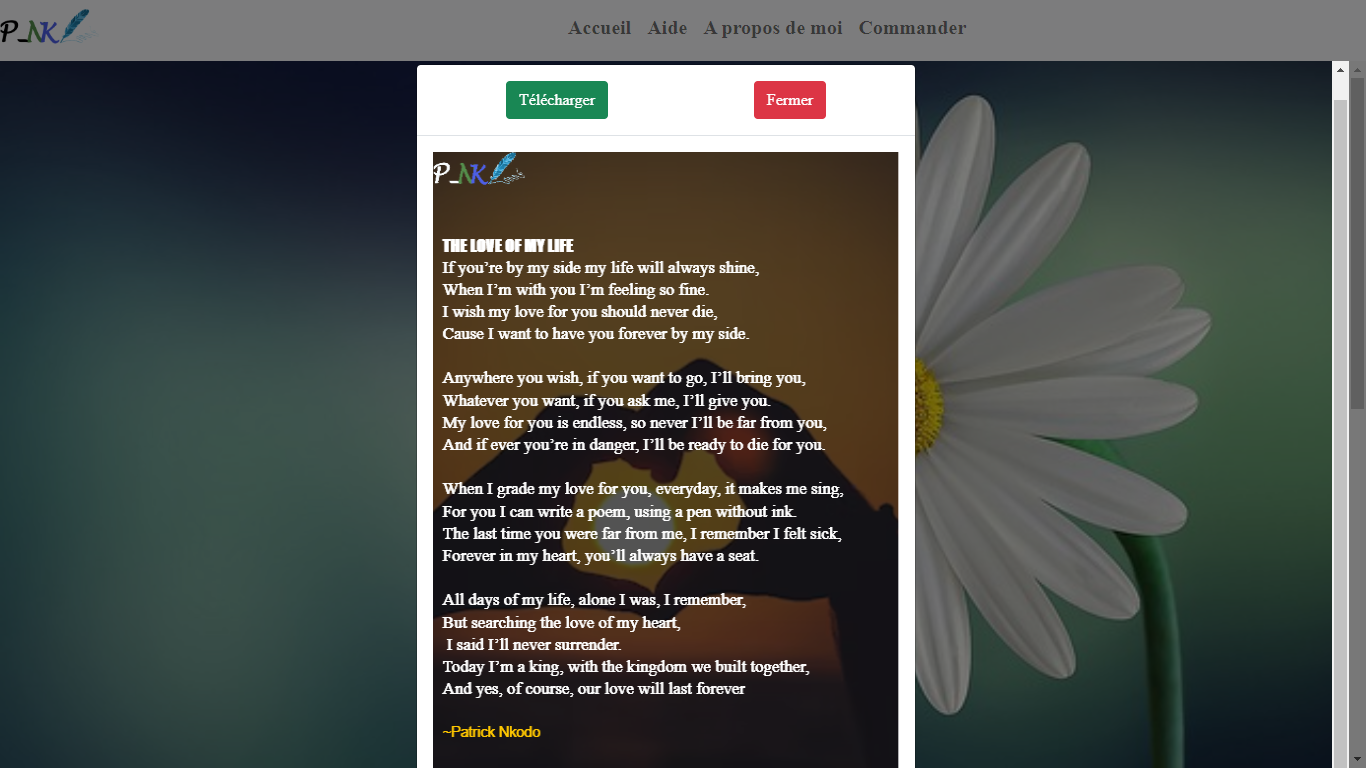 P_NK
Accueil Aide A propos de moi Commander
Télécharger Fermer
P_NK
THE LOVE OF MY LIFE
If you’re by my side my life will always shine,
When I’m with you I’m feeling so fine.
I wish my love for you should never die,
Cause I want to have you forever by my side.
Anywhere you wish, if you want to go, I’ll bring you,
Whatever you want, if you ask me, I’ll give you.
My love for you is endless, so never I’ll be far from you,
And if ever you’re in danger, I’ll be ready to die for you.
When I grade my love for you, everyday, it makes me sing,
For you I can write a poem, using a pen without ink.
The last time you were far from me, I remember I felt sick,
Forever in my heart, you’ll always have a seat.
All days of my life, alone I was, I remember,
But searching the love of my heart,
I said I’ll never surrender.
Today I’m a king, with the kingdom we built together,
And yes, of course, our love will last forever
~Patrick Nkodo